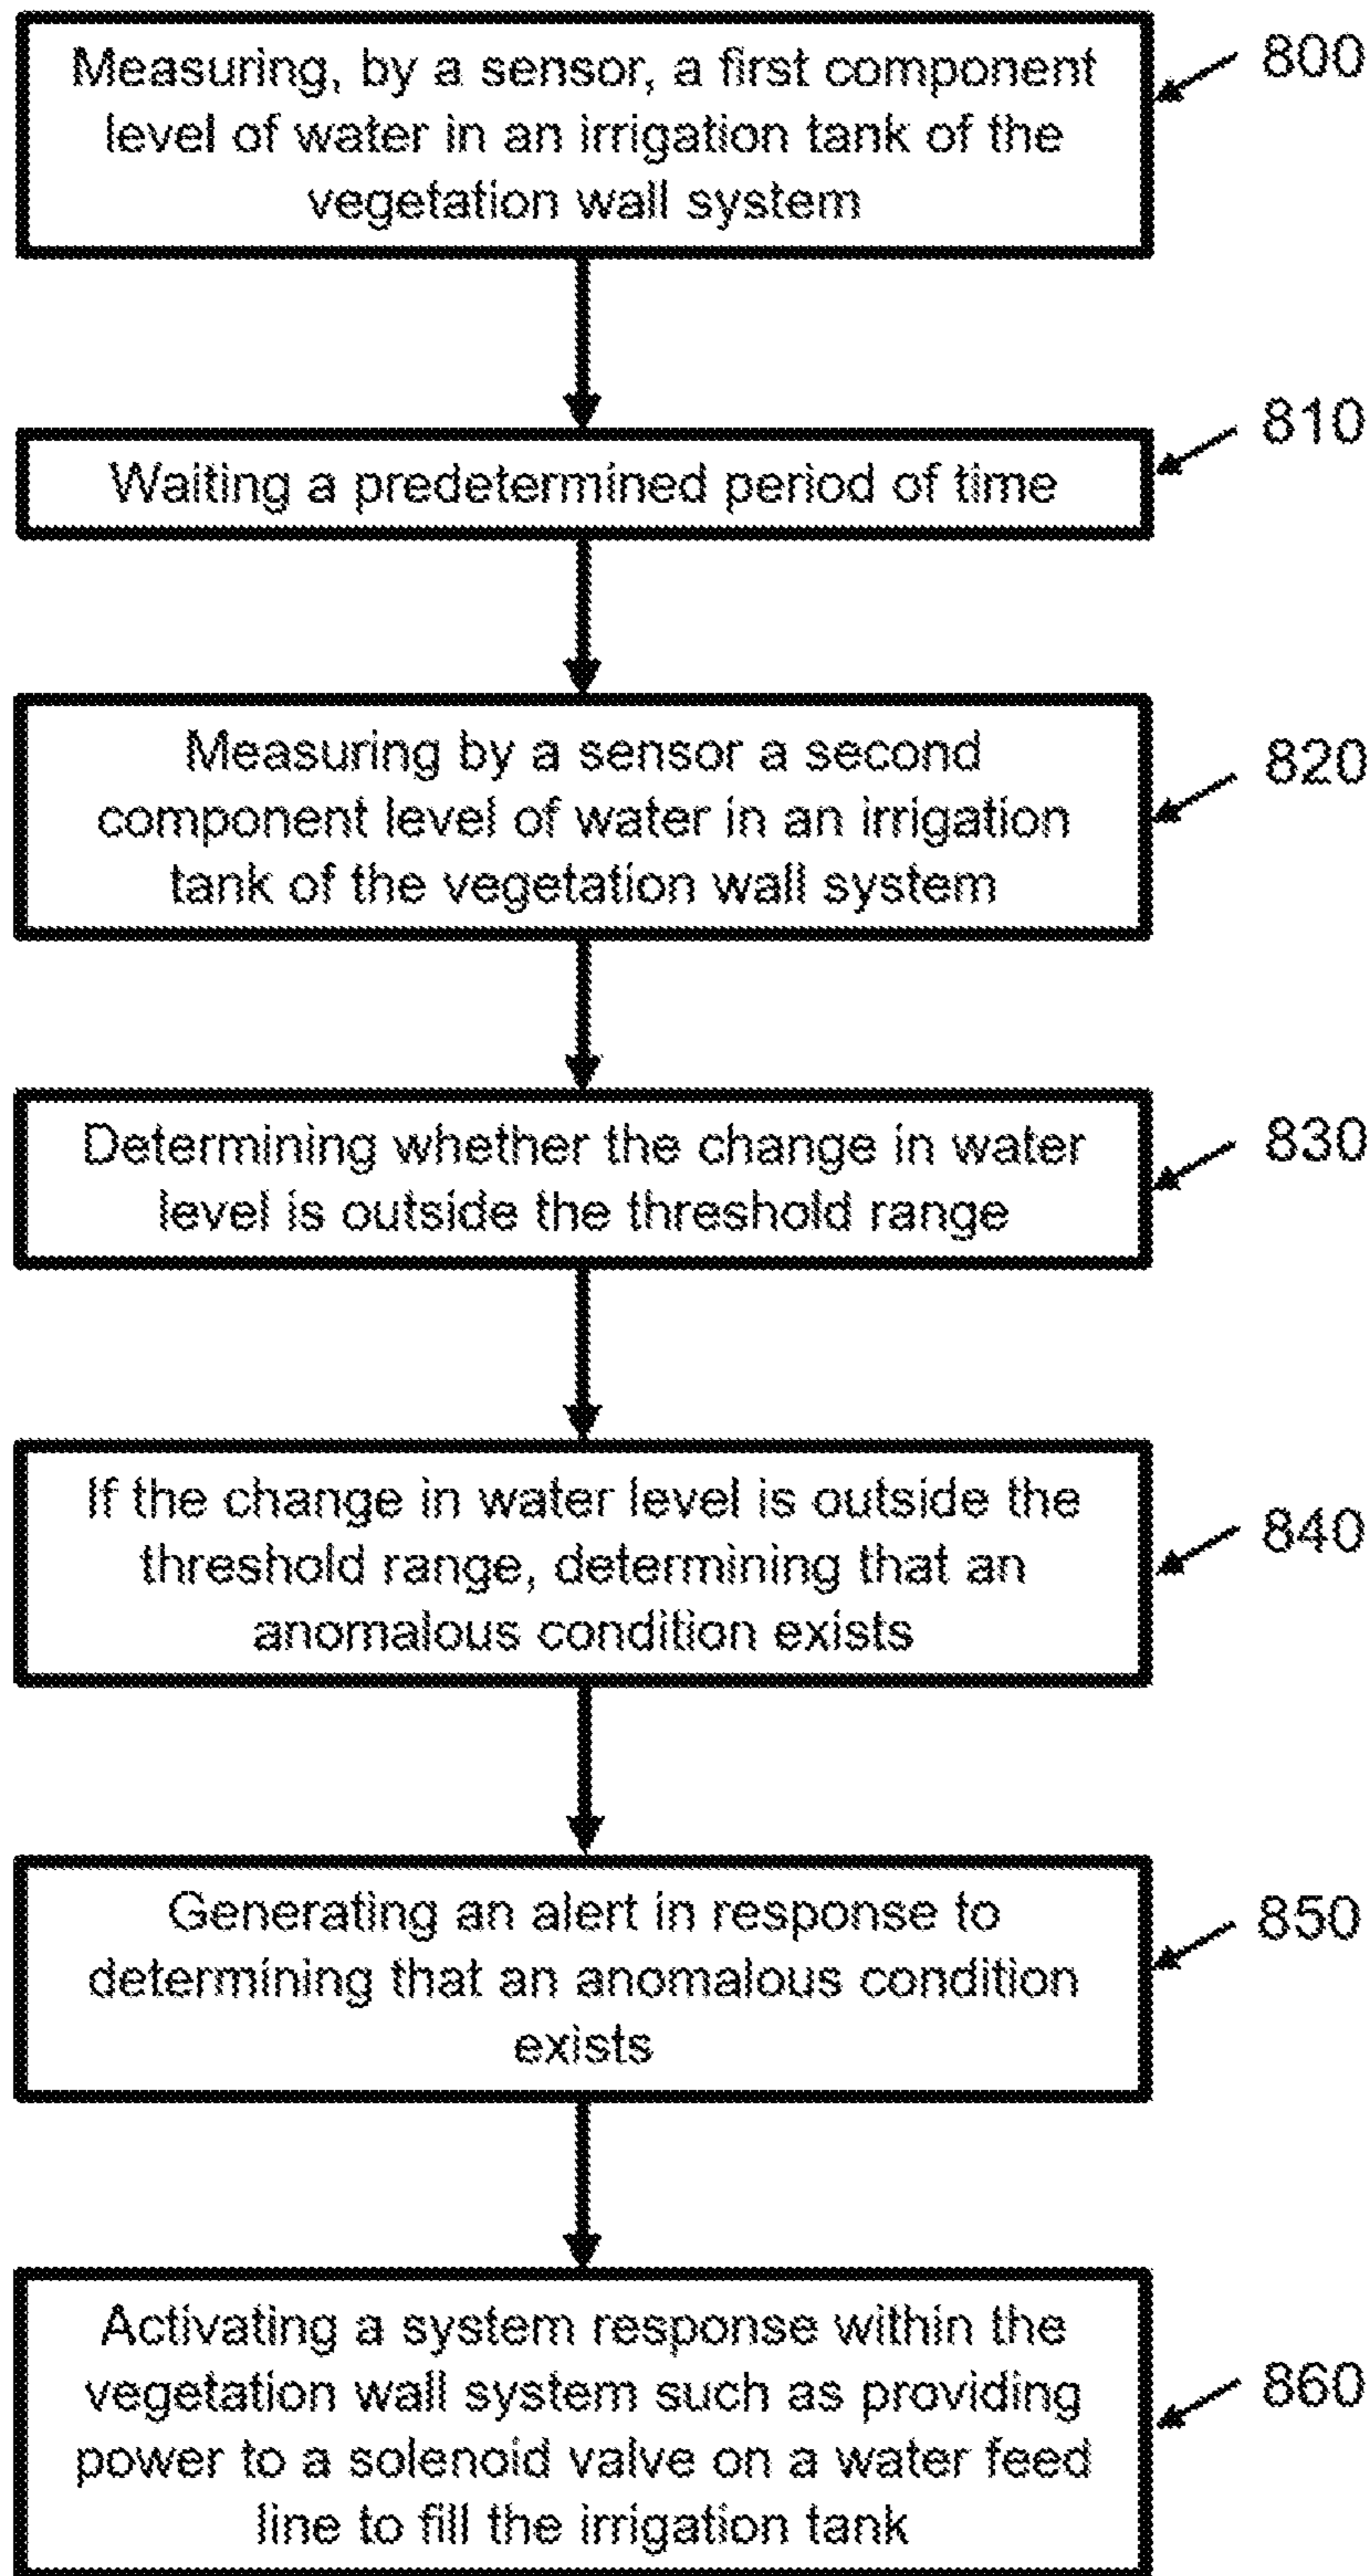 Measuring, by a sensor, a first component
level of water in an irrigation tank of the
vegetation wall system
800
Waiting a predetermined period of time
810
Measuring by a sensor a second
component level of water in an irrigation
tank of the vegetation wall system
820
Determining whether the change in water
level is outside the threshold range
830
If the change in water level is outside the
threshold range, determining that an
anomalous condition exists
840
Generating an alert in response to
determining that an anomalous condition
exists
850
Activating a system response within the
vegetation wall system such as providing
power to a solenoid valve on a water feed
line to fill the irrigation tank
860